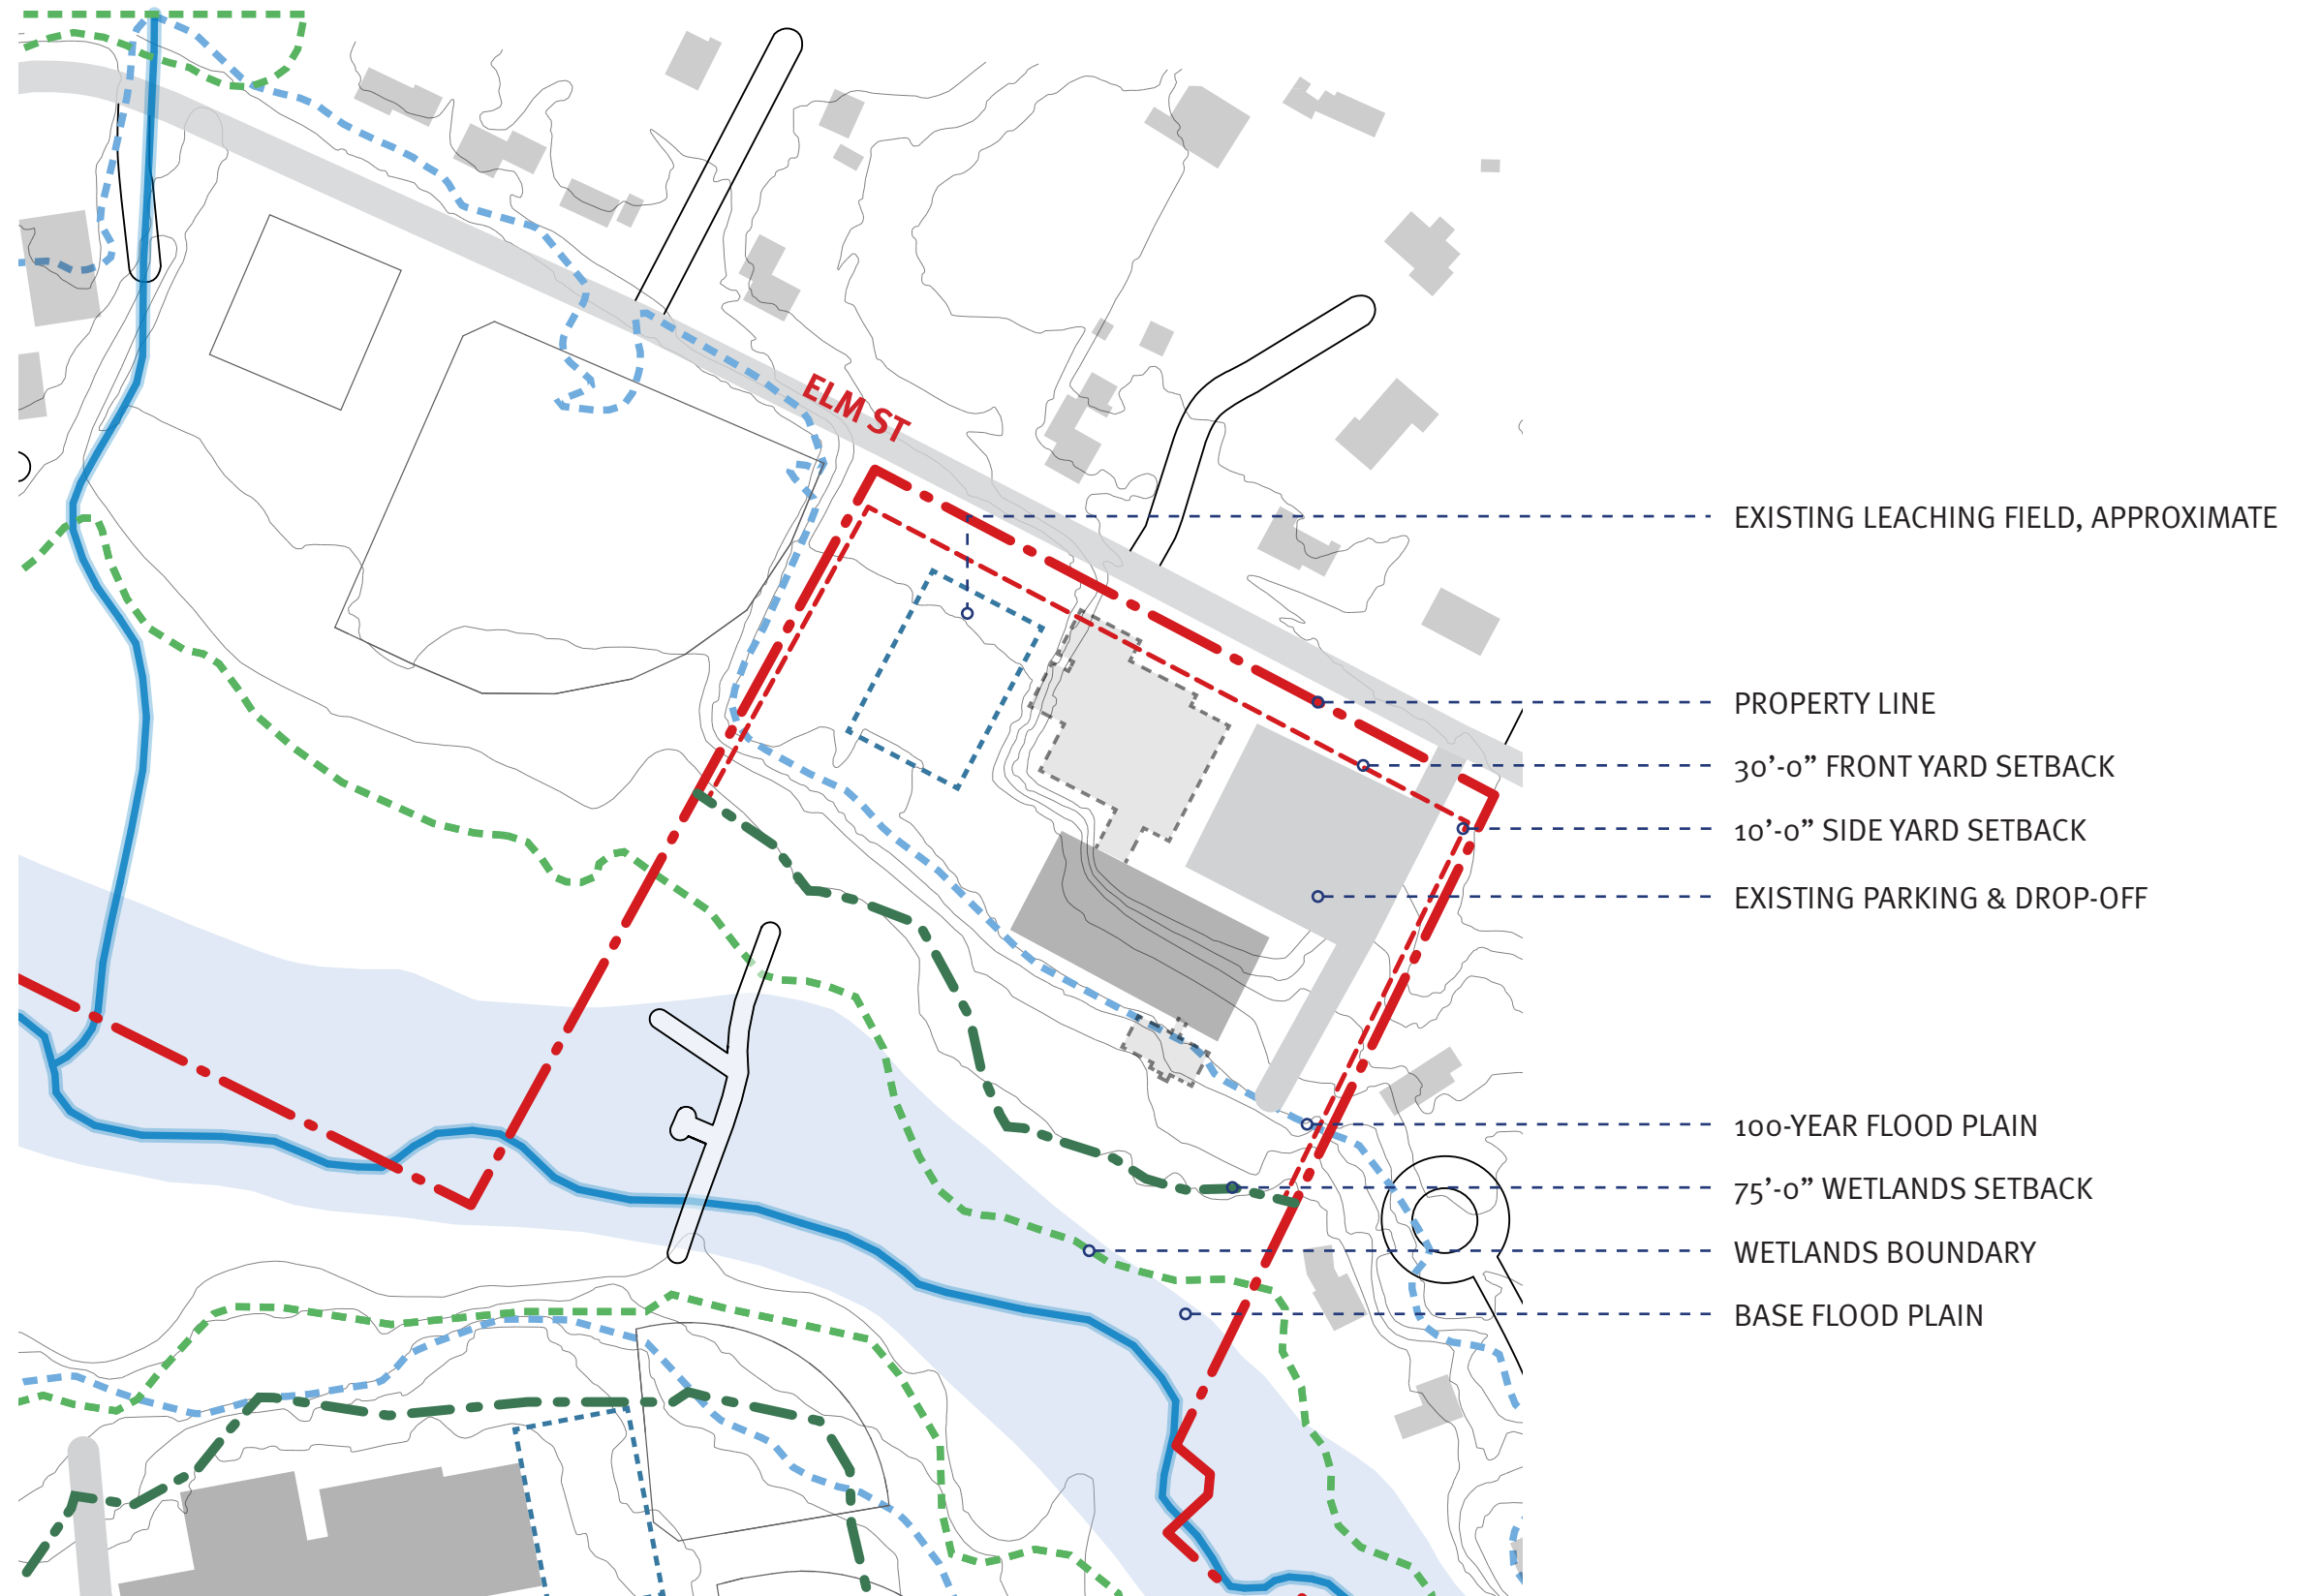 ELM ST
EXISTING LEACHING FIELD, APPROXIMATE
PROPERTY LINE
30’-0” FRONT YARD SETBACK
10’-0” SIDE YARD SETBACK
EXISTING PARKING & DROP-OFF
100-YEAR FLOOD PLAIN
75’-0” WETLANDS SETBACK
WETLANDS BOUNDARY
BASE FLOOD PLAIN